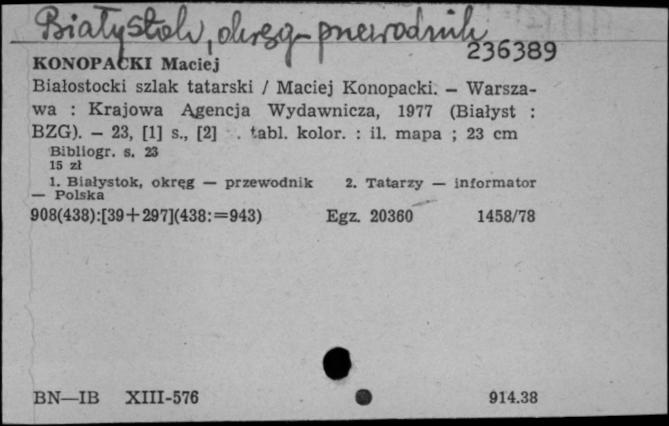 Białystok, okręg-przewodnik
236389
KONOPACKI Maciej
Białostocki szlak tatarski / Maciej Konopacki. — Warsza-
wa : Krajowa Agencja Wydawnicza, 1977 (Białyst :
BZG). — 23, [1] s., [2] . tabl. kolor. : il. mapa ; 23 cm
Bibliogr. s. 23
15 zł
1. Białystok, okręg — przewodnik 2. Tatarzy — informator
— Polska
908(438):[39+297](438:=943) Egz. 20360 1458/78
BN—IB XIII-576 914.38